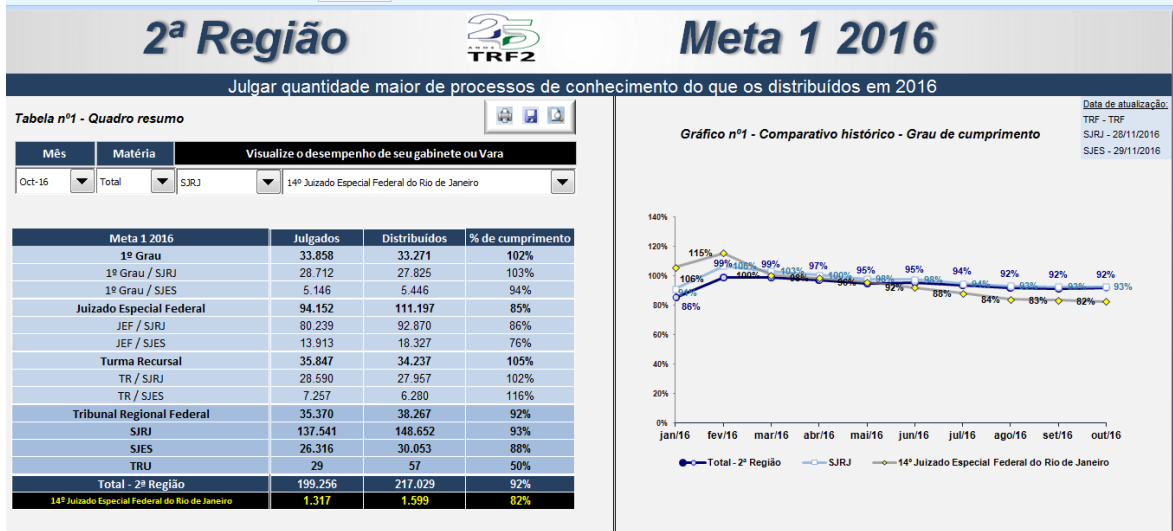 2ª Região
25
ANOS
TRF2
Meta 1 2016
Julgar quantidade maior de processos de conhecimento do que os distribuídos em 2016
Tabela nº1 - Quadro resumo
Mês Matéria Visualize o desempenho de seu gabinete ou Vara
Oct-16 Total SJRJ 14º Juizado Especial Federal do Rio de Janeiro
Meta 1 2016 Julgados Distribuídos % de cumprimento
1º Grau 33.858 33.271 102%
1º Grau / SJRJ 28.712 27.825 103%
1º Grau / SJES 5.146 5.446 94%
Juizado Especial Federal 94.152 111.197 85%
JEF / SJRJ 80.239 92.870 86%
JEF / SJES 13.913 18.327 76%
Turma Recursal 35.847 34.237 105%
TR / SJRJ 28.590 27.957 102%
TR / SJES 7.257 6.280 116%
Tribunal Regional Federal 35.370 38.267 92%
SJRJ 137.541 148.652 93%
SJES 26.316 30.053 88%
TRU 29 57 50%
Total - 2ª Região 199.256 217.029 92%
14º Juizado Especial Federal do Rio de Janeiro 1.317 1.599 82%
Data de atualização:
TRF - TRF
SJRJ - 28/11/2016
SJES - 29/11/2016
Gráfico nº1 - Comparativo histórico - Grau de cumprimento
140%
120%
100%
80%
60%
40%
20%
0%
115%
99% 106% 99% 97% 95% 95% 94% 92% 92% 92%
106% 100% 103% 98% 100% 96% 98% 92% 98% 94% 93% 93% 93%
86% 88% 84% 83% 82%
jan/16 fev/16 mar/16 abr/16 mai/16 jun/16 jul/16 ago/16 set/16 out/16
Total - 2ª Região SJRJ 14º Juizado Especial Federal do Rio de Janeiro